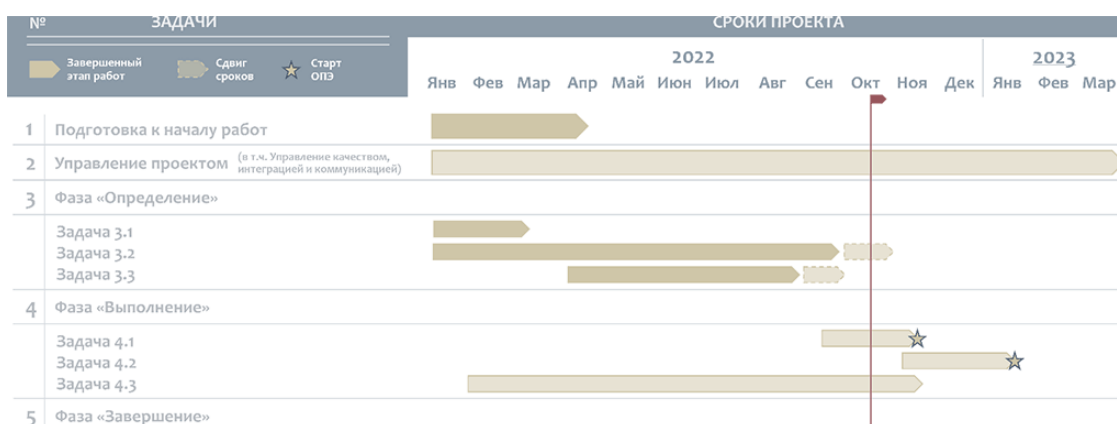 № ЗАДАЧИ СРОКИ ПРОЕКТА
Завершенный этап работ
Сдвиг сроков
Старт ОПЭ
2022 2023
Янв Фев Мар Апр Май Июн Июл Авг Сен Окт Ноя Дек Янв Фев Мар
1 Подготовка к началу работ
2 Управление проектом (в т.ч. Управление качеством, интеграцией и коммуникацией)
3 Фаза «Определение»
Задача 3.1
Задача 3.2
Задача 3.3
4 Фаза «Выполнение»
Задача 4.1
Задача 4.2
Задача 4.3
5 Фаза «Завершение»